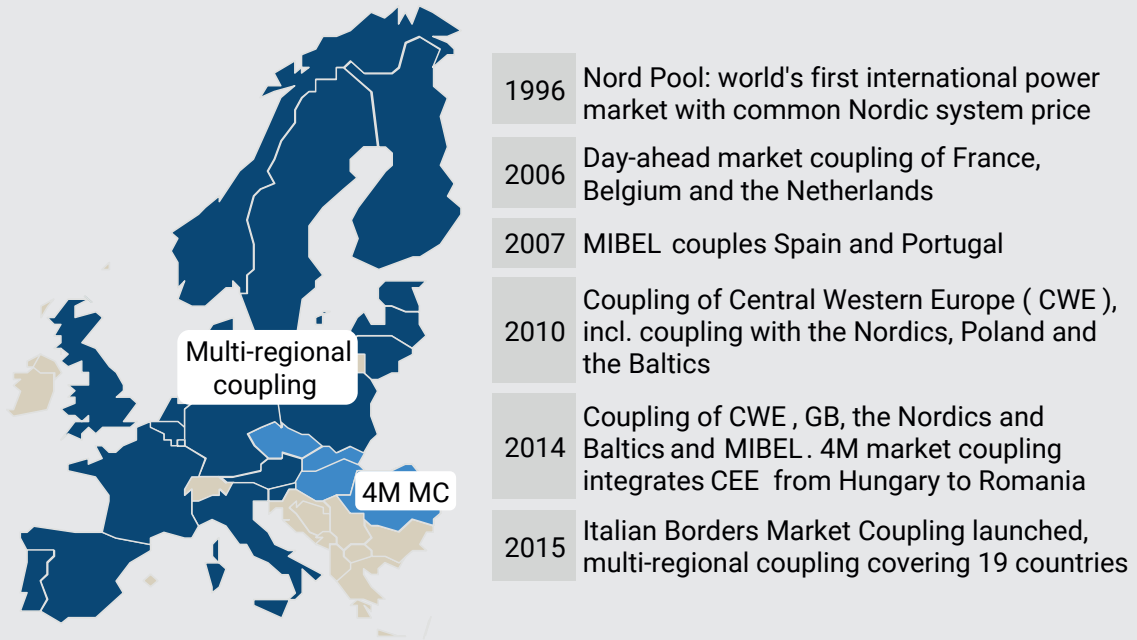 1996
Nord Pool: world's first international power
market with common Nordic system price
2006
Day-ahead market coupling of France,
Belgium and the Netherlands
2007
MIBEL couples Spain and Portugal
2010
Coupling of Central Western Europe ( CWE ),
incl. coupling with the Nordics, Poland and
the Baltics
2014
Coupling of CWE , GB, the Nordics and
Baltics and MIBEL . 4M market coupling
integrates CEE from Hungary to Romania
2015
Italian Borders Market Coupling launched,
multi-regional coupling covering 19 countries
Multi-regional
coupling
4M MC